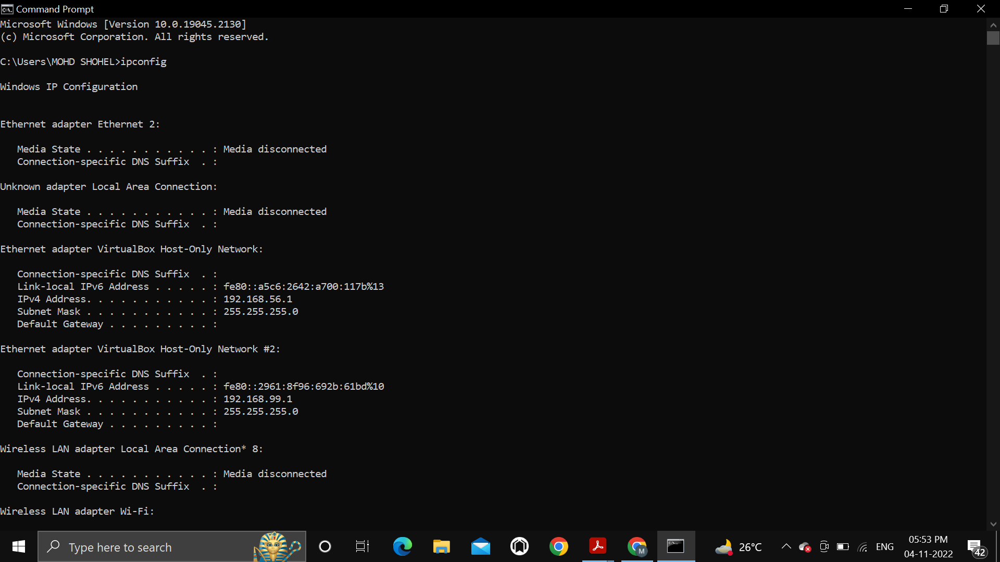 Command Prompt
Microsoft Windows [Version 10.0.19045.2130]
(c) Microsoft Corporation. All rights reserved.
C:\Users\MOHD SHOHEL>ipconfig
Windows IP Configuration
Ethernet adapter Ethernet 2:
Media State . . . . . . . . . . . : Media disconnected
Connection-specific DNS Suffix  . :
Unknown adapter Local Area Connection:
Media State . . . . . . . . . . . : Media disconnected
Connection-specific DNS Suffix  . :
Ethernet adapter VirtualBox Host-Only Network:
Connection-specific DNS Suffix  . :
Link-local IPv6 Address . . . . . : fe80::a5c6:2642:a700:117b%13
IPv4 Address. . . . . . . . . . . : 192.168.56.1
Subnet Mask . . . . . . . . . . . : 255.255.255.0
Default Gateway . . . . . . . . . :
Ethernet adapter VirtualBox Host-Only Network #2:
Connection-specific DNS Suffix  . :
Link-local IPv6 Address . . . . . : fe80::2961:8f96:692b:61bd%10
IPv4 Address. . . . . . . . . . . : 192.168.99.1
Subnet Mask . . . . . . . . . . . : 255.255.255.0
Default Gateway . . . . . . . . . :
Wireless LAN adapter Local Area Connection* 8:
Media State . . . . . . . . . . . : Media disconnected
Connection-specific DNS Suffix  . :
Wireless LAN adapter Wi-Fi:
Type here to search
M
26°C
ENG
05:53 PM
04-11-2022
42